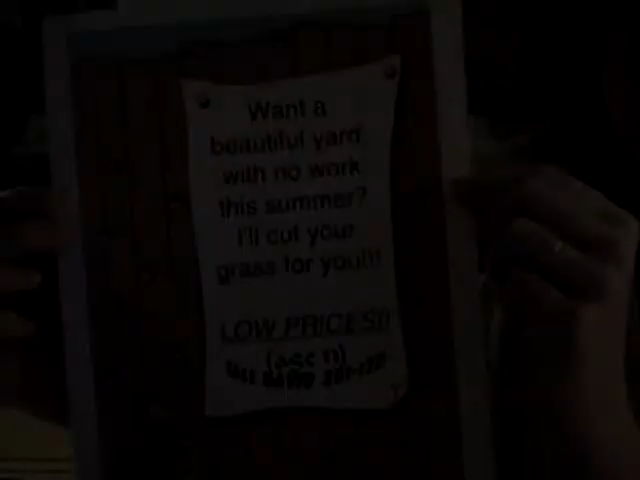 Want a
beautiful yard
with no work
this summer?
I'll cut your
grass for you!!!
LOW PRICES!!